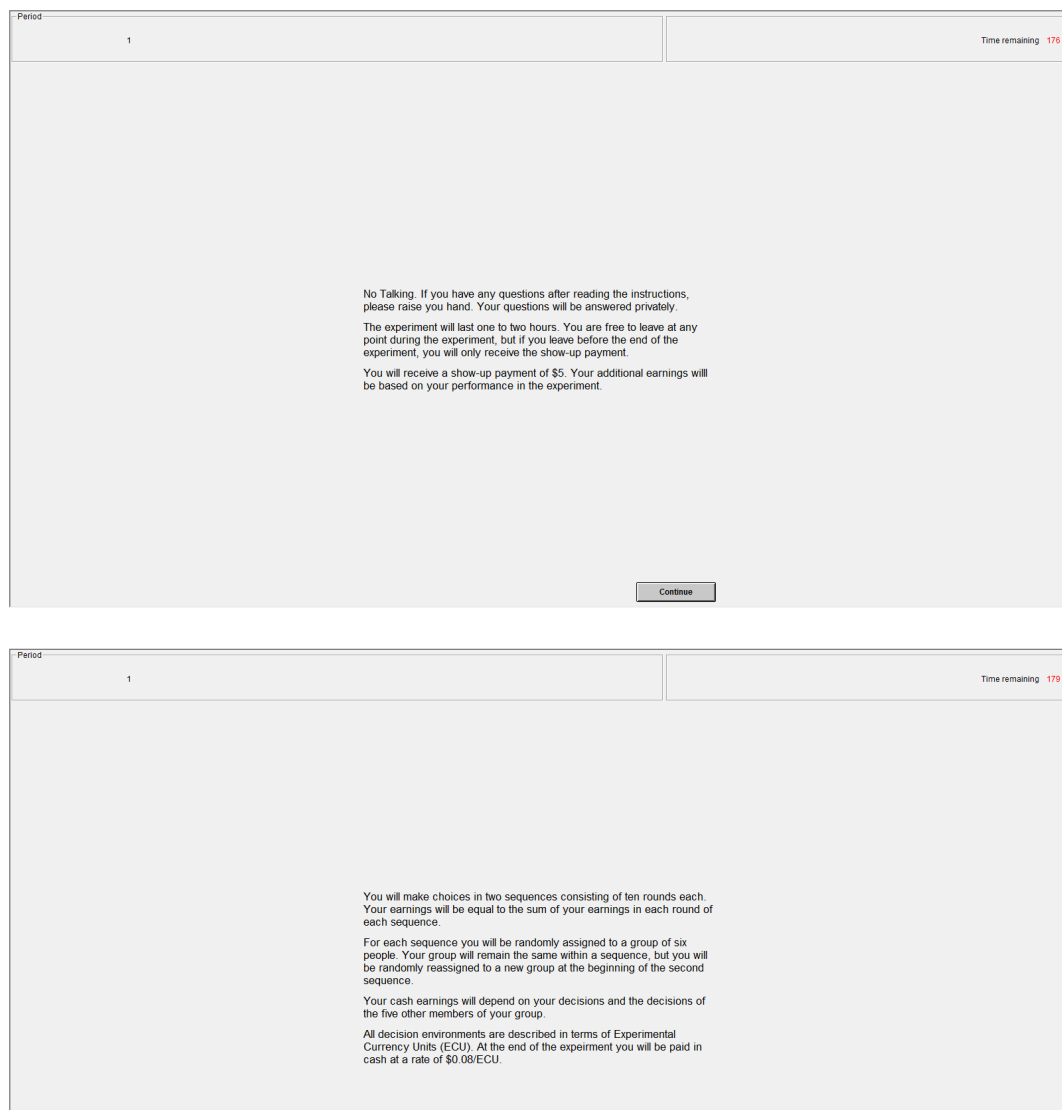 Period
1
Time remaining 176
No Talking. If you have any questions after reading the instructions,
please raise you hand. Your questions will be answered privately.
The experiment will last one to two hours. You are free to leave at any
point during the experiment, but if you leave before the end of the
experiment, you will only receive the show-up payment.
You will receive a show-up payment of $5. Your additional earnings willl
be based on your performance in the experiment.
Continue
Period
1
Time remaining 179
You will make choices in two sequences consisting of ten rounds each.
Your earnings will be equal to the sum of your earnings in each round of
each sequence.
For each sequence you will be randomly assigned to a group of six
people. Your group will remain the same within a sequence, but you will
be randomly reassigned to a new group at the beginning of the second
sequence.
Your cash earnings will depend on your decisions and the decisions of
the five other members of your group.
All decision environments are described in terms of Experimental
Currency Units (ECU). At the end of the expeirment you will be paid in
cash at a rate of $0.08/ECU.